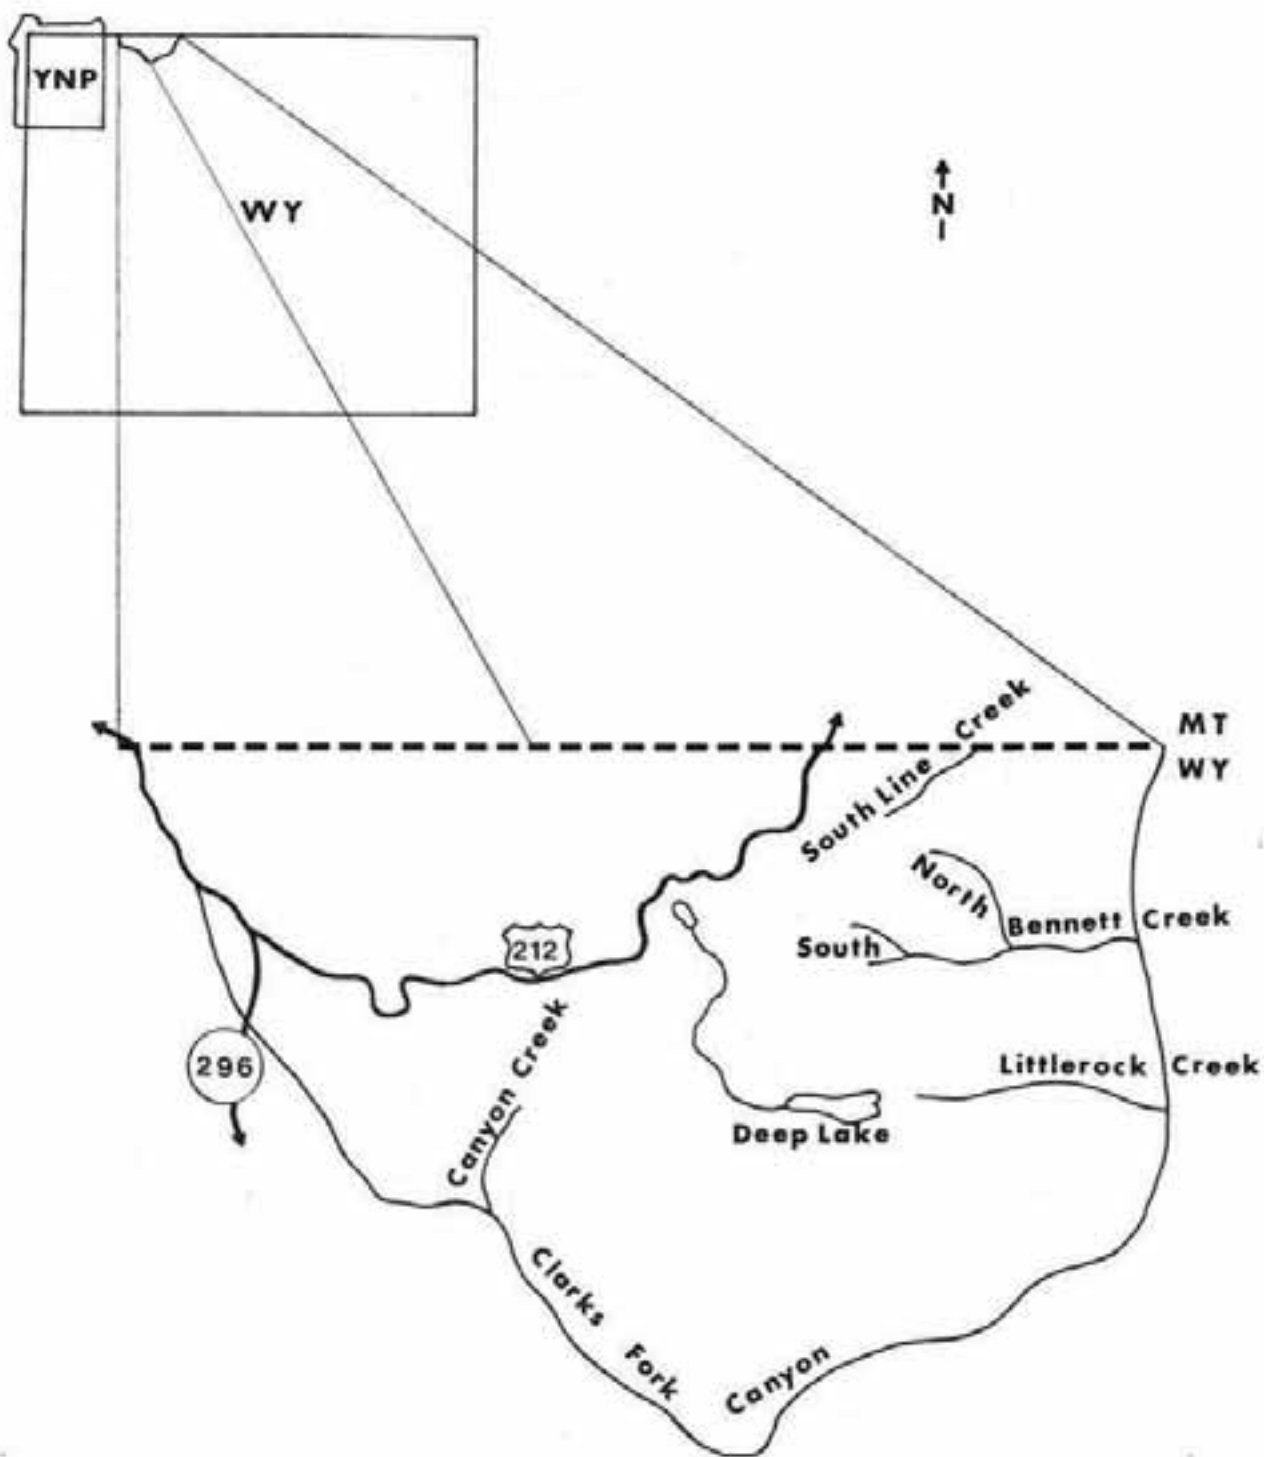 YNP
WY
N
South Line Creek
MT
WY
North
South
Bennett Creek
212
296
Canyon Creek
Littlerock Creek
Deep Lake
Clarks Fork Canyon